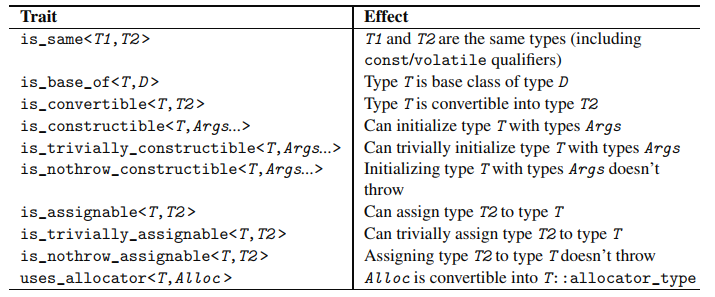 Trait Effect
is_same<T1,T2> T1 and T2 are the same types (including
const/volatile qualifiers)
is_base_of<T,D> Type T is base class of type D
is_convertible<T,T2> Type T is convertible into type T2
is_constructible<T,Args...> Can initialize type T with types Args
is_trivially_constructible<T,Args...> Can trivially initialize type T with types Args
is_nothrow_constructible<T,Args...> Initializing type T with types Args doesn't
throw
is_assignable<T,T2> Can assign type T2 to type T
is_trivially_assignable<T,T2> Can trivially assign type T2 to type T
is_nothrow_assignable<T,T2> Assigning type T2 to type T doesn't throw
uses_allocator<T,Alloc> Alloc is convertible into T::allocator_type